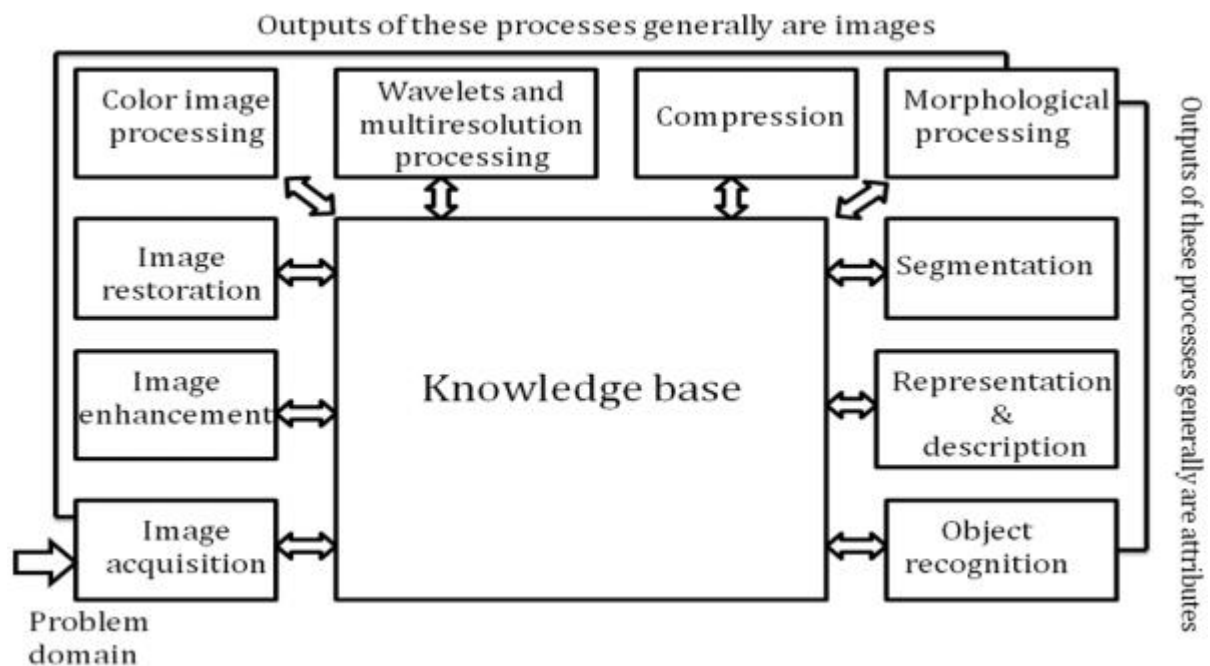 Outputs of these processes generally are images
Color image
processing
Wavelets and
multiresolution
processing
Compression
Morphological
processing
Image
restoration
Image
enhancement
Image
acquisition
Problem
domain
Knowledge base
Segmentation
Representation
&
description
Object
recognition
Outputs of these processes generally are attributes